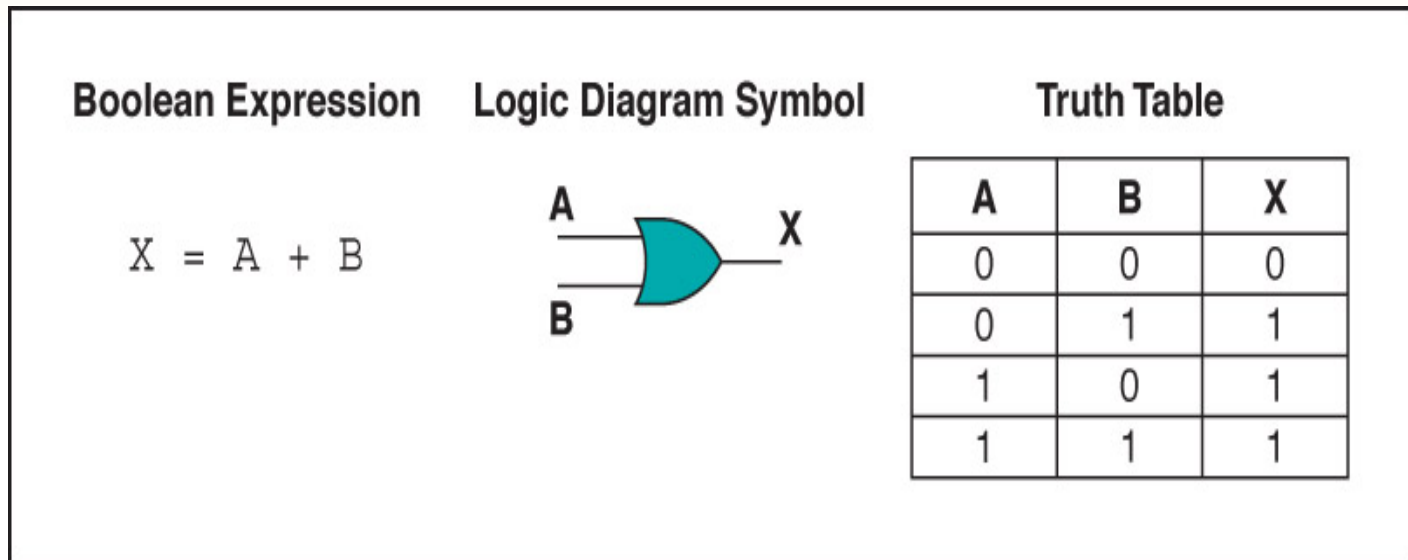 Boolean Expression
X = A + B
Logic Diagram Symbol
A
B
X
Truth Table
A B X
0 0 0
0 1 1
1 0 1
1 1 1